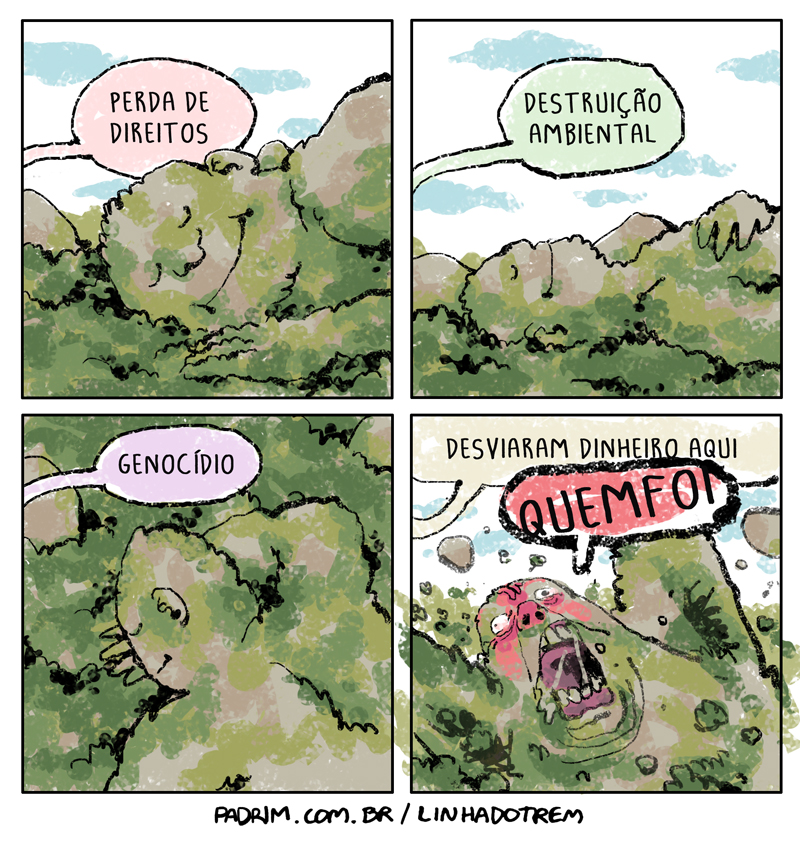 PERDA DE
DIREITOS
DESTRUIÇÃO
AMBIENTAL
GENOCÍDIO
DESVIARAM DINHEIRO AQUI
QUEMFOI
PADRIM.COM.BR / LINHADOTREM